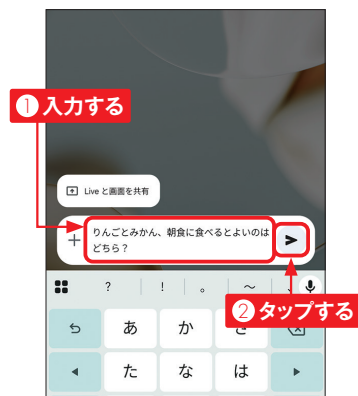 ① 入力する
Live と画面を共有
りんごとみかん、朝食に食べるとよいのは
どちら？
? ! 。 ～
② タップする
あ か さ
た な は